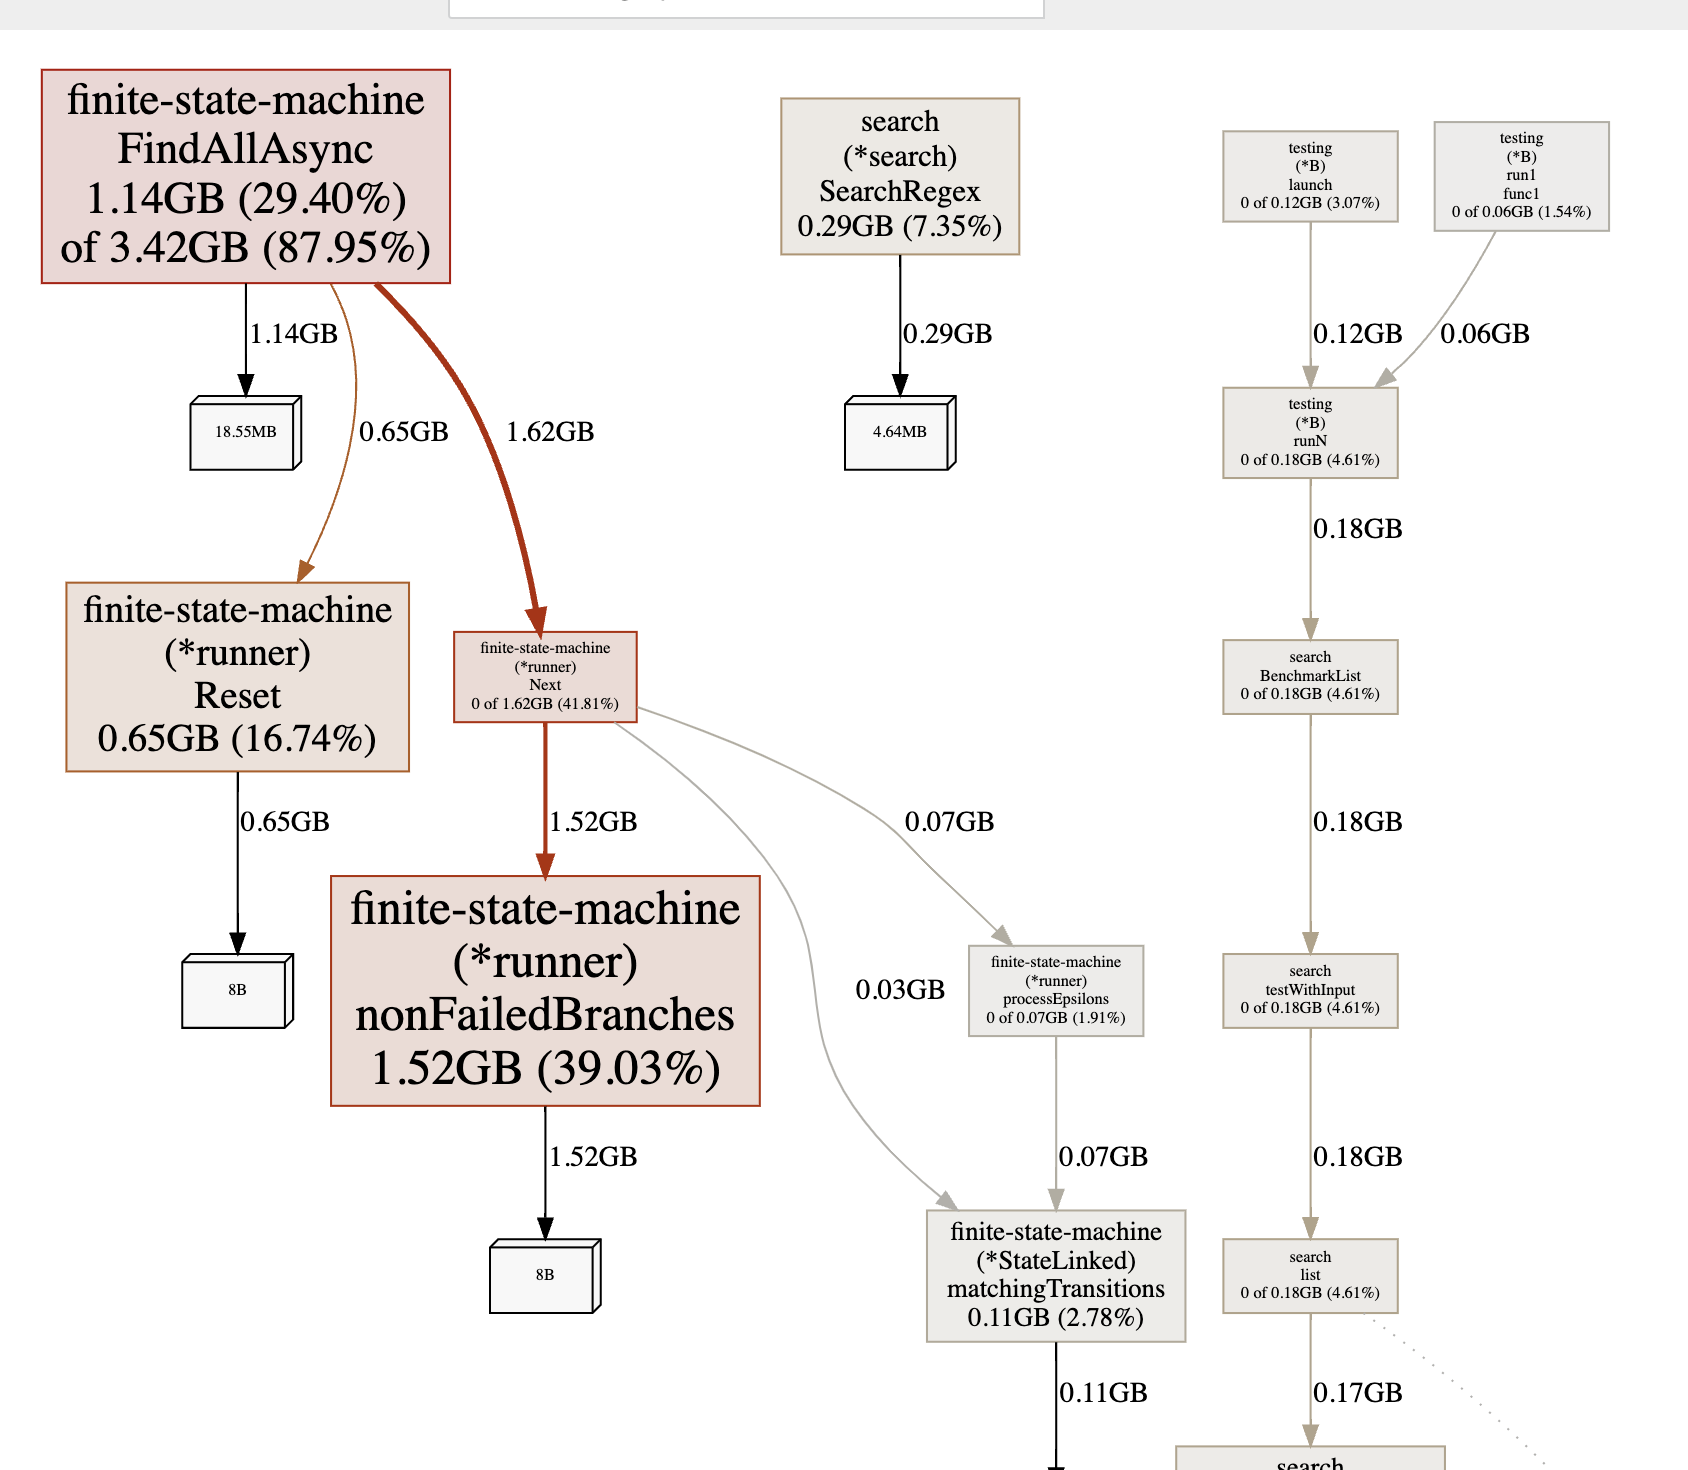 finite-state-machine
FindAllAsync
1.14GB (29.40%)
of 3.42GB (87.95%)
search
(*search)
SearchRegex
0.29GB (7.35%)
testing
(*B)
launch
0 of 0.12GB (3.07%)
testing
(*B)
run1
func1
0 of 0.06GB (1.54%)
1.14GB
0.29GB
0.12GB
0.06GB
18.55MB
0.65GB
1.62GB
4.64MB
testing
(*B)
runN
0 of 0.18GB (4.61%)
0.18GB
finite-state-machine
(*runner)
Reset
0.65GB (16.74%)
finite-state-machine
(*runner)
Next
0 of 1.62GB (41.81%)
search
BenchmarkList
0 of 0.18GB (4.61%)
0.65GB
1.52GB
0.07GB
0.18GB
8B
finite-state-machine
(*runner)
nonFailedBranches
1.52GB (39.03%)
0.03GB
finite-state-machine
(*runner)
processEpsilons
0 of 0.07GB (1.91%)
search
testWithInput
0 of 0.18GB (4.61%)
1.52GB
0.07GB
0.18GB
8B
finite-state-machine
(*StateLinked)
matchingTransitions
0.11GB (2.78%)
search
list
0 of 0.18GB (4.61%)
0.11GB
0.17GB
search